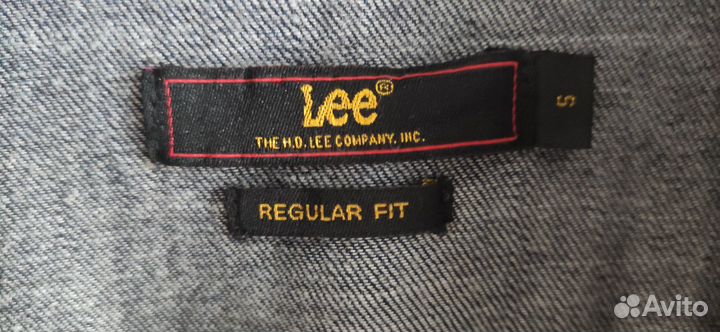 Lee®
THE H.D. LEE COMPANY. INC.
S
REGULAR FIT
Avito